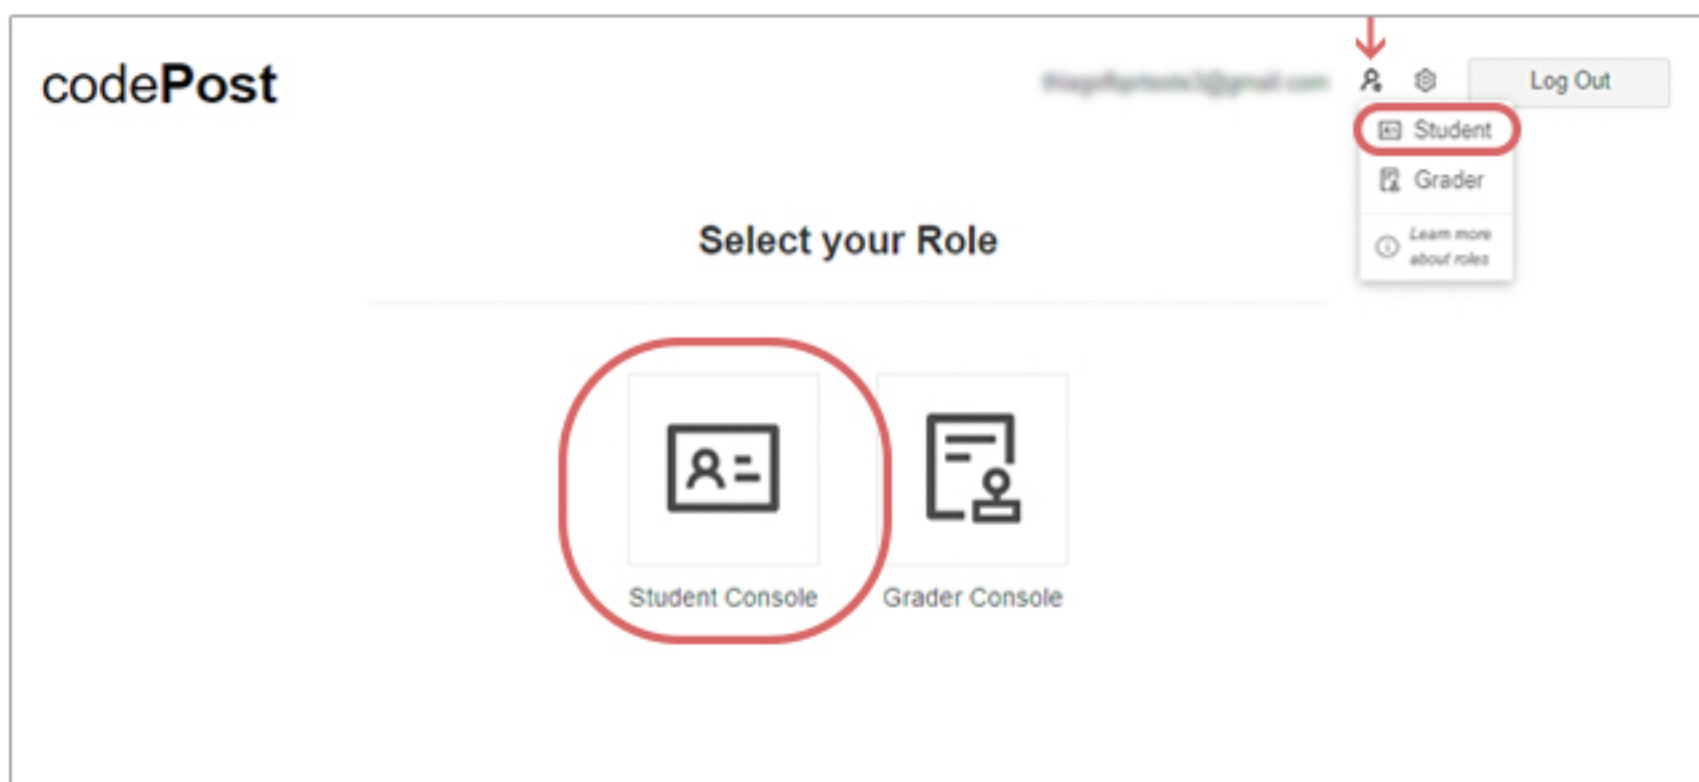 codePost
Log Out
Student
Grader
Learn more
about roles
Select your Role
Student Console
Grader Console